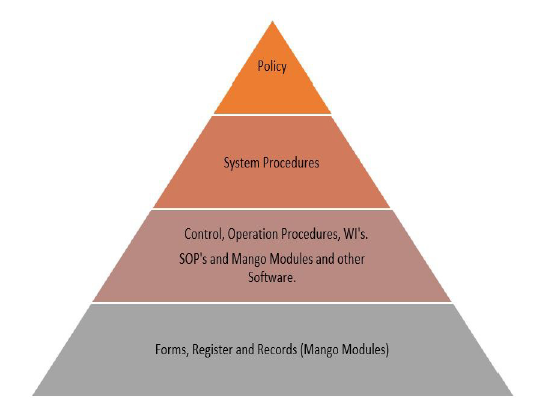 Policy
System Procedures
Control, Operation Procedures, WI's.
SOP's and Mango Modules and other
Software.
Forms, Register and Records (Mango Modules)